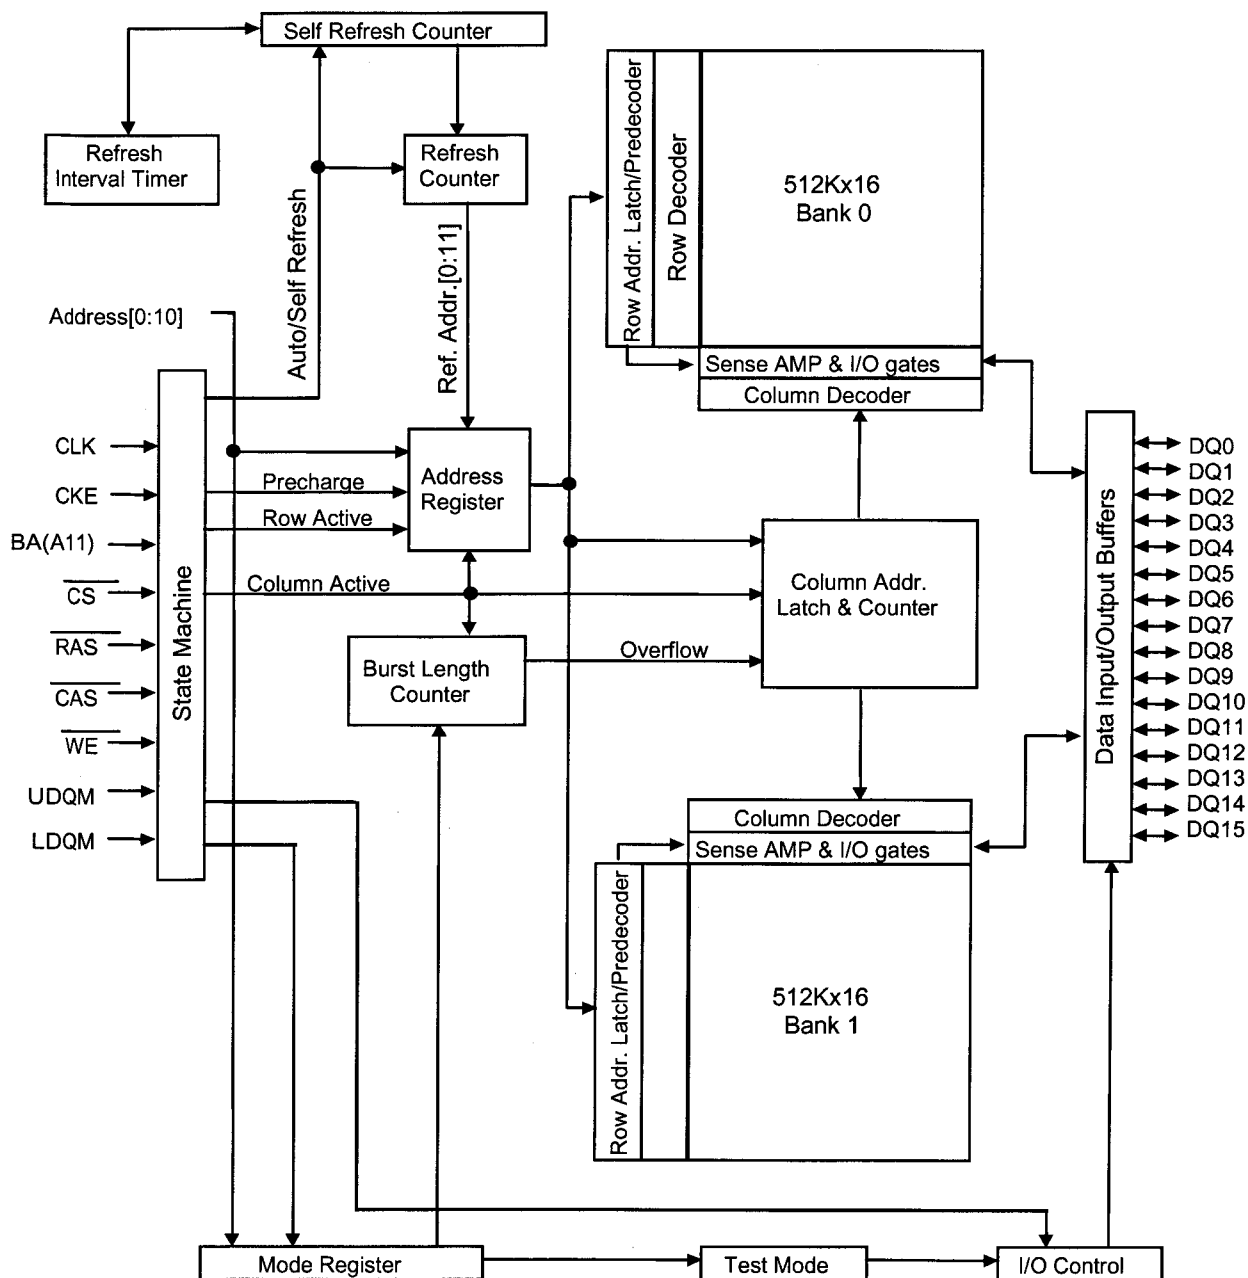 Self Refresh Counter
Refresh
Interval Timer
Refresh
Counter
Auto/Self Refresh
Ref. Addr.[0:11]
Row Addr. Latch/Predecoder
Row Decoder
512Kx16
Bank 0
Sense AMP & I/O gates
Column Decoder
Address[0:10]
CLK
CKE
BA(A11)
CS
RAS
CAS
WE
UDQM
LDQM
State Machine
Precharge
Row Active
Column Active
Address
Register
Burst Length
Counter
Overflow
Column Addr.
Latch & Counter
Data Input/Output Buffers
DQ0
DQ1
DQ2
DQ3
DQ4
DQ5
DQ6
DQ7
DQ8
DQ9
DQ10
DQ11
DQ12
DQ13
DQ14
DQ15
Column Decoder
Sense AMP & I/O gates
Row Addr. Latch/Predecoder
512Kx16
Bank 1
Mode Register
Test Mode
I/O Control